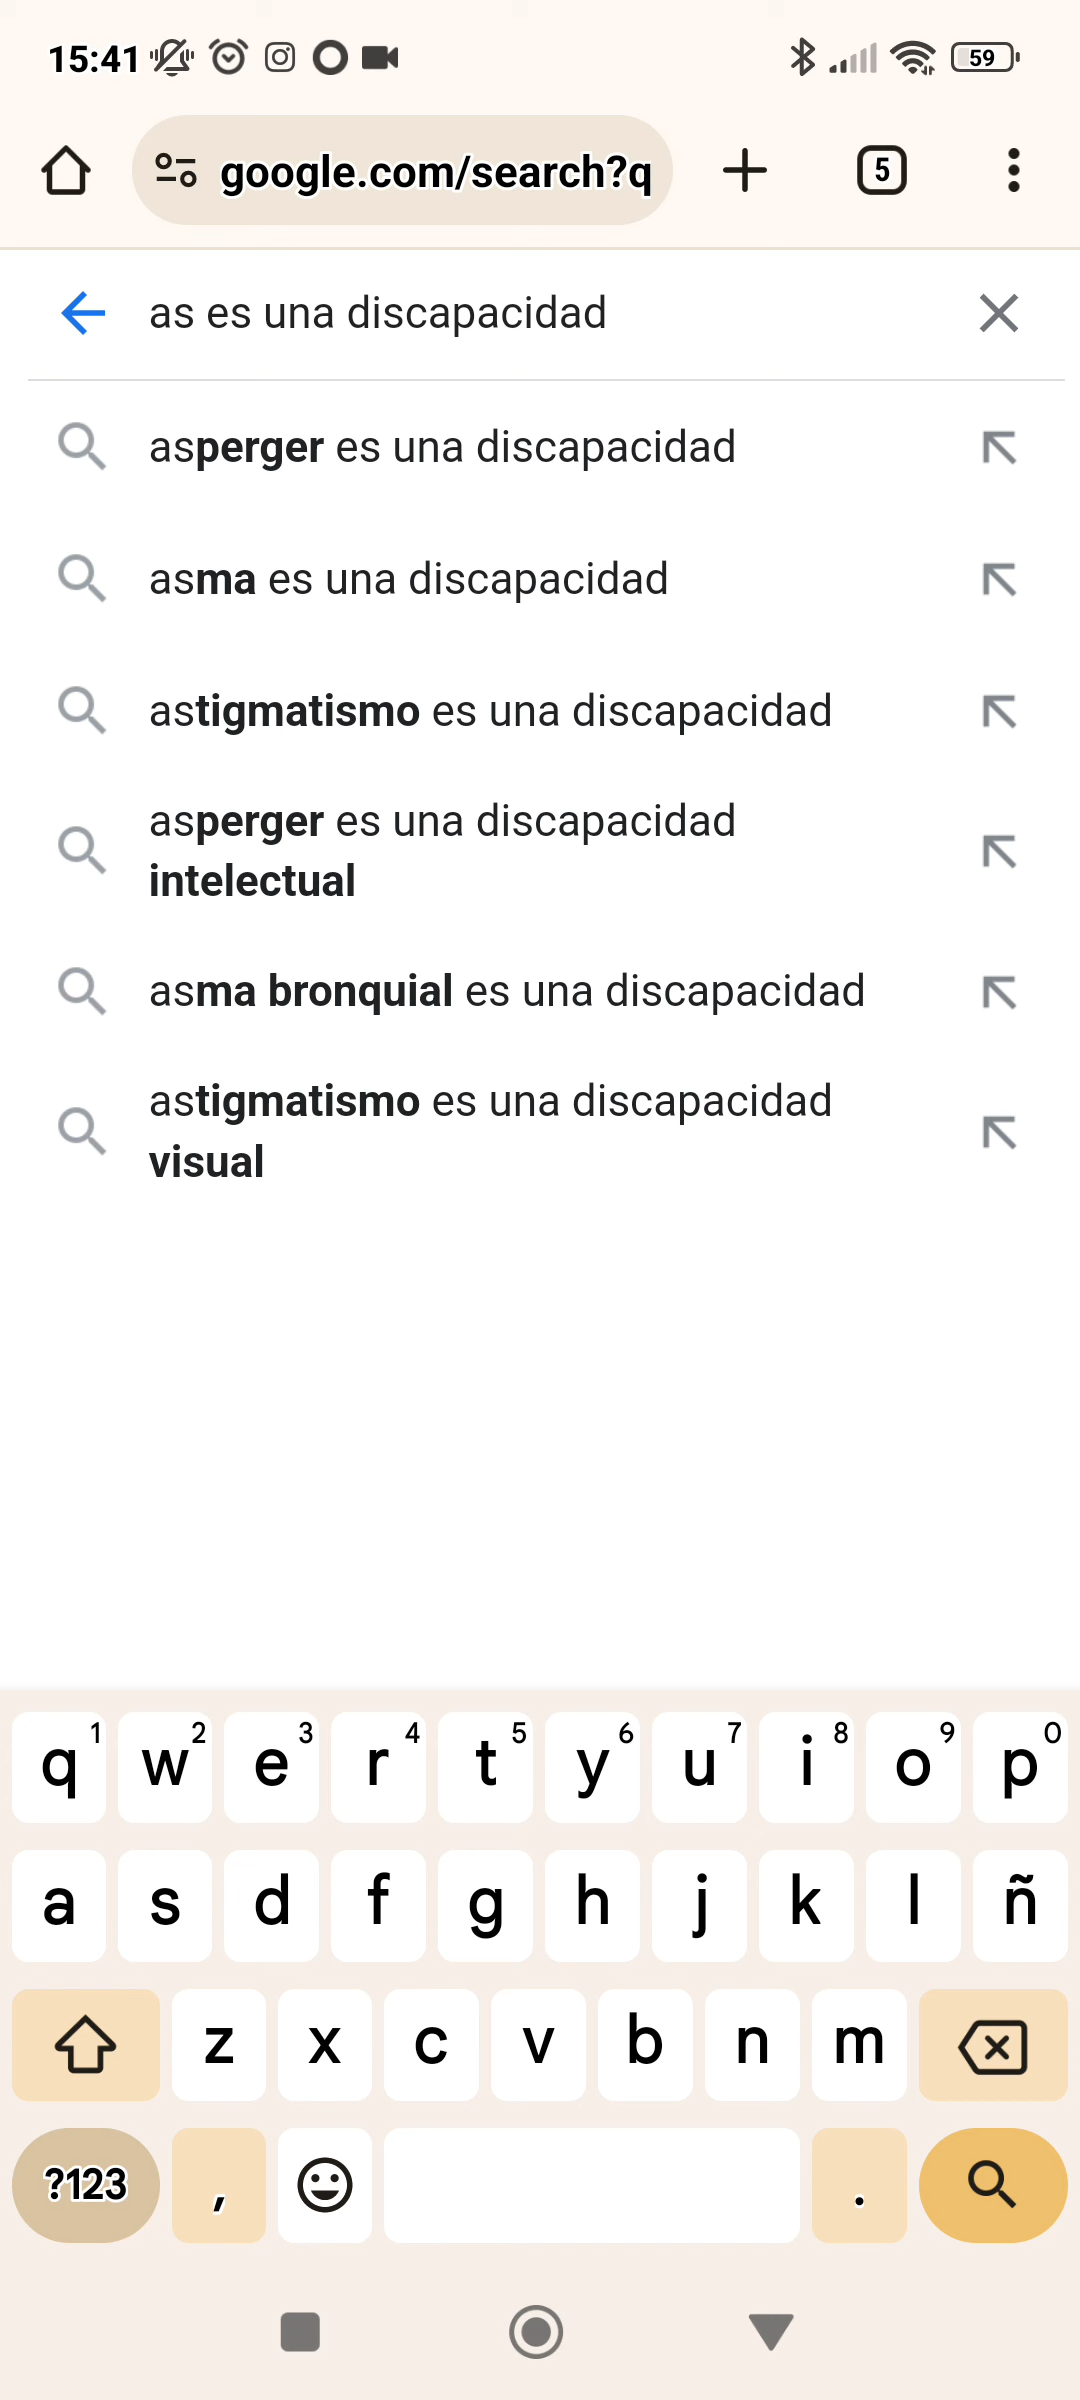 15:41
59
google.com/search?q
5
as es una discapacidad
asperger es una discapacidad
asma es una discapacidad
astigmatismo es una discapacidad
asperger es una discapacidad
intelectual
asma bronquial es una discapacidad
astigmatismo es una discapacidad
visual
q 1 w 2 e 3 r 4 t 5 y 6 u 7 i 8 o 9 p 0
a s d f g h j k l ñ
z x c v b n m
?123 , .